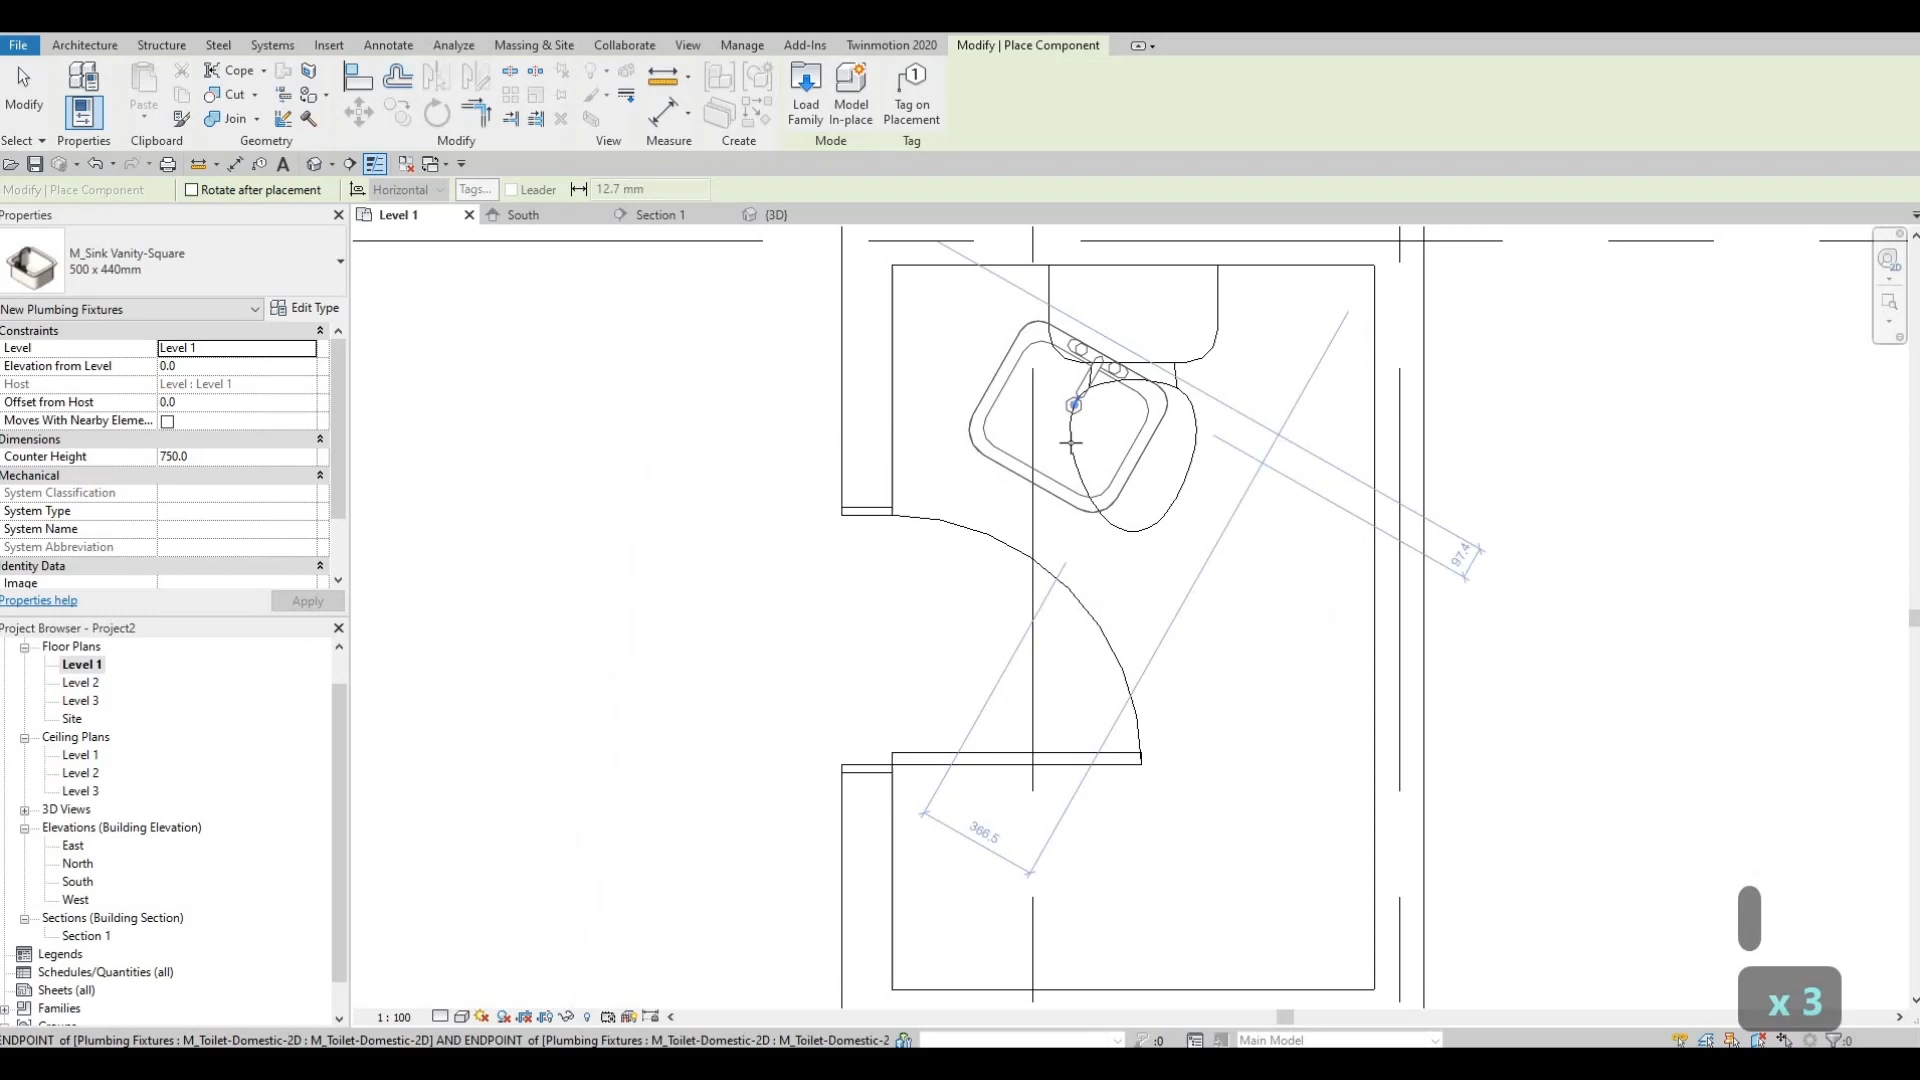 File Architecture Structure Steel Systems Insert Annotate Analyze Massing & Site Collaborate View Manage Add-Ins Twinmotion 2020 Modify | Place Component
Modify Paste Cope Cut Join Load Family Model In-place 1 Tag on Placement
Select Properties Clipboard Geometry Modify View Measure Create Mode Tag
A
Modify | Place Component Rotate after placement Horizontal Tags... Leader 12.7 mm
Properties Level 1 South Section 1 {3D}
M_Sink Vanity-Square
500 x 440mm
2D
New Plumbing Fixtures Edit Type
Constraints
Level Level 1
Elevation from Level 0.0
Host Level : Level 1
Offset from Host 0.0
Moves With Nearby Eleme...
Dimensions
Counter Height 750.0
Mechanical
System Classification
System Type
System Name
System Abbreviation
Identity Data
Image
Properties help Apply
97.4
366.5
Project Browser - Project2
Floor Plans
Level 1
Level 2
Level 3
Site
Ceiling Plans
Level 1
Level 2
Level 3
3D Views
Elevations (Building Elevation)
East
North
South
West
Sections (Building Section)
Section 1
Legends
Schedules/Quantities (all)
Sheets (all)
Families
x 3
1 : 100
ENDPOINT of [Plumbing Fixtures : M_Toilet-Domestic-2D : M_Toilet-Domestic-2D] AND ENDPOINT of [Plumbing Fixtures : M_Toilet-Domestic-2D : M_Toilet-Domestic-2 :0 Main Model :0